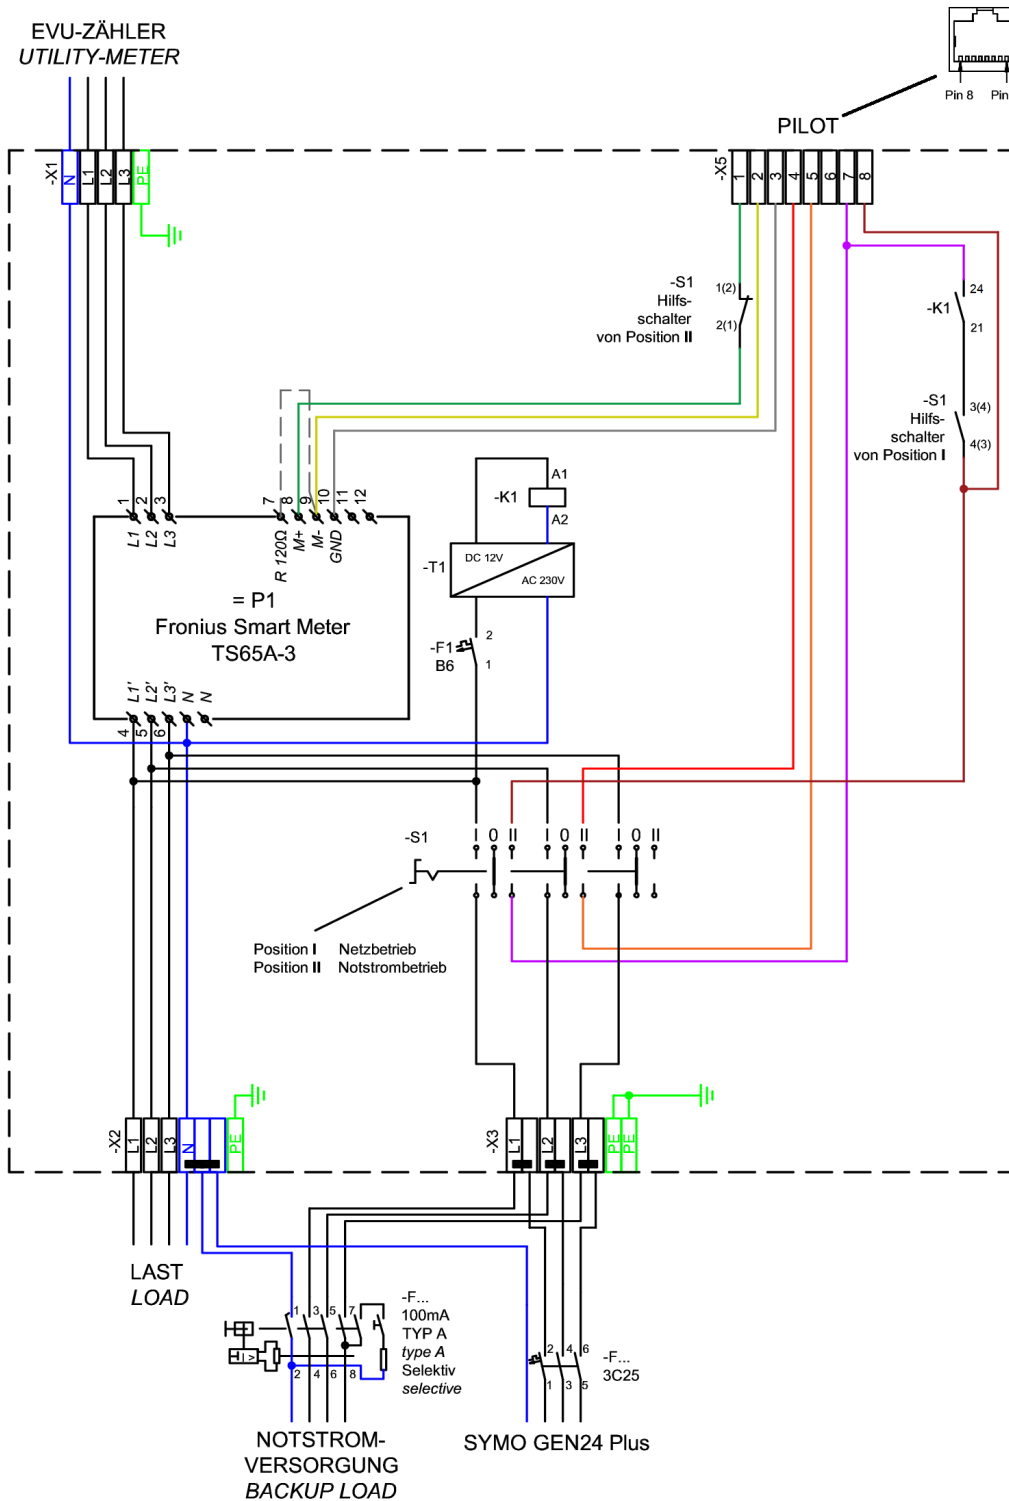 EVU-ZÄHLER
UTILITY-METER
Pin 8 Pin
PILOT
-X1 N L1 L2 L3 PE
-X5 1 2 3 4 5 6 7 8
-S1
Hilfs-
schalter
von Position II
1(2)
2(1)
24
-K1
21
-S1
Hilfs-
schalter
von Position I
3(4)
4(3)
1 2 3
L1 L2 L3
7 8 9 10 11 12
R 120Ω M+ M- GND
A1
-K1
A2
-T1
DC 12V
AC 230V
= P1
Fronius Smart Meter
TS65A-3
-F1
B6
2
1
L1' L2' L3' N N
4 5 6
-S1
I 0 II I 0 II I 0 II
Position I Netzbetrieb
Position II Notstrombetrieb
-X2 L1 L2 L3 N PE
-X3 L1 L2 L3 PE PE
LAST
LOAD
1 3 5 7
2 4 6 8
I >
-F...
100mA
TYP A
type A
Selektiv
selective
2 4 6
1 3 5
-F...
3C25
NOTSTROM-
VERSORGUNG
BACKUP LOAD
SYMO GEN24 Plus